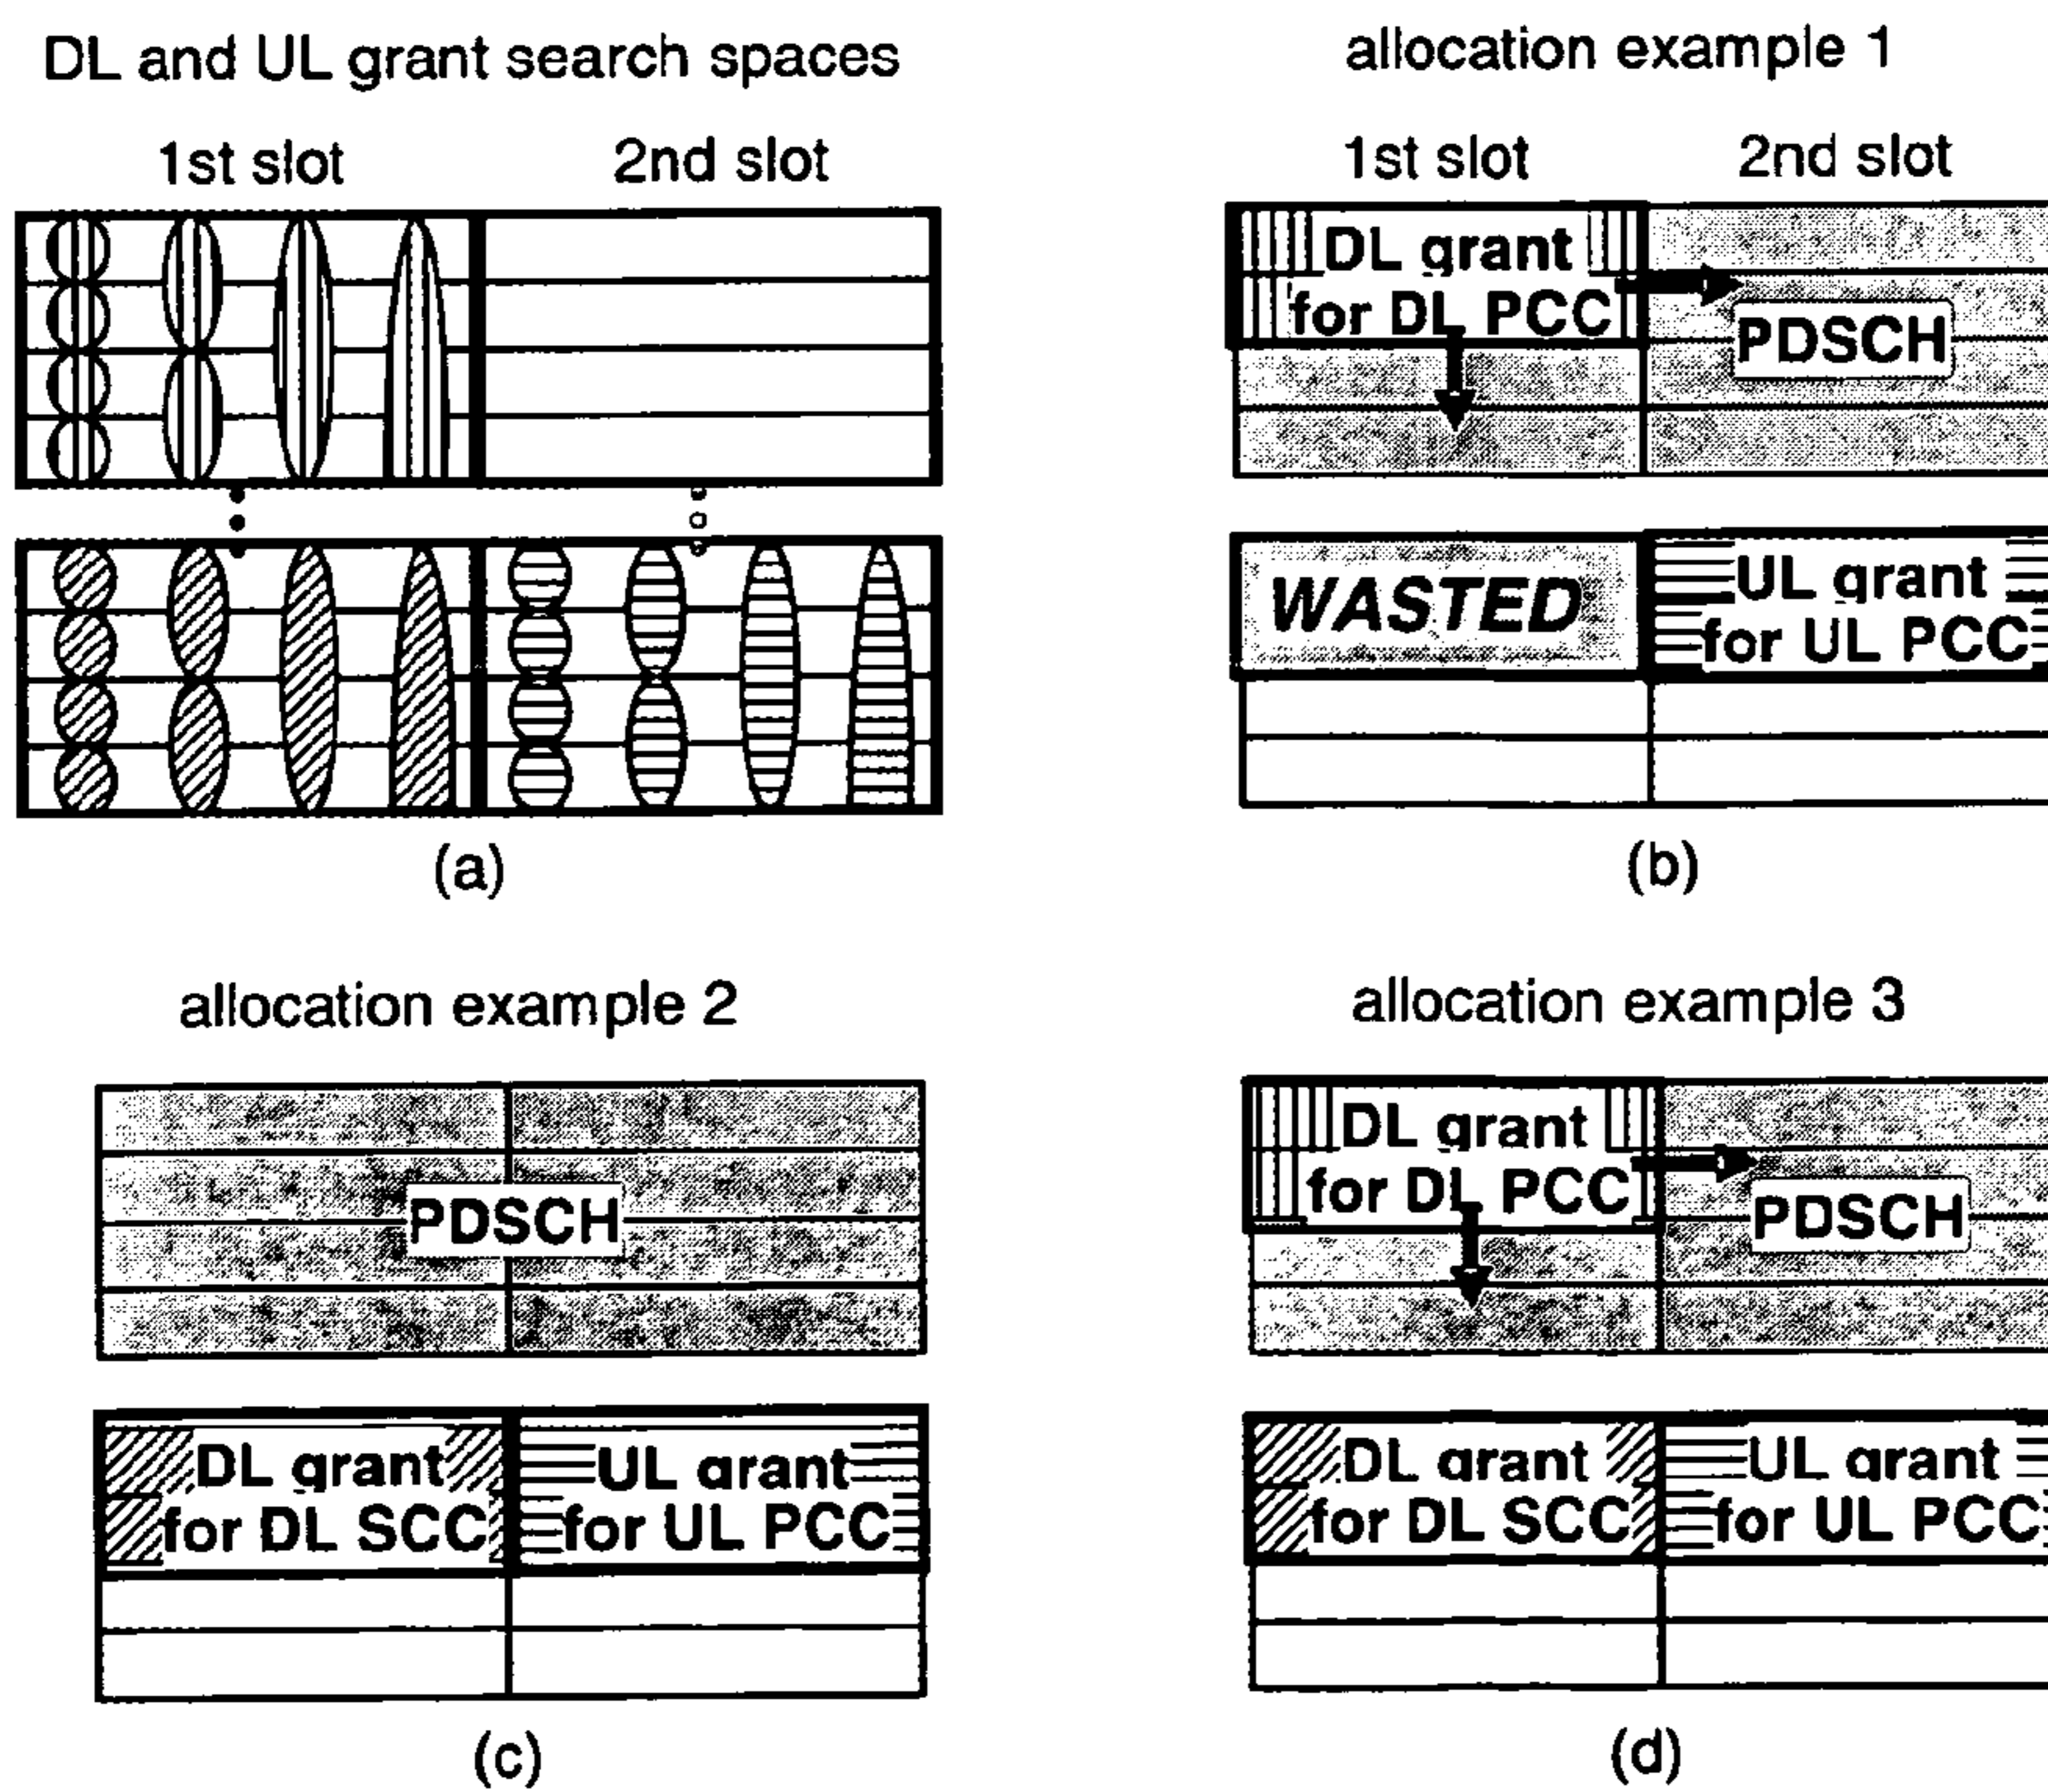 DL and UL grant search spaces
1st slot
2nd slot
(a)
allocation example 1
1st slot
2nd slot
DL grant
for DL PCC
PDSCH
WASTED
UL grant
for UL PCC
(b)
allocation example 2
PDSCH
DL grant
for DL SCC
UL grant
for UL PCC
(c)
allocation example 3
DL grant
for DL PCC
PDSCH
DL grant
for DL SCC
UL grant
for UL PCC
(d)